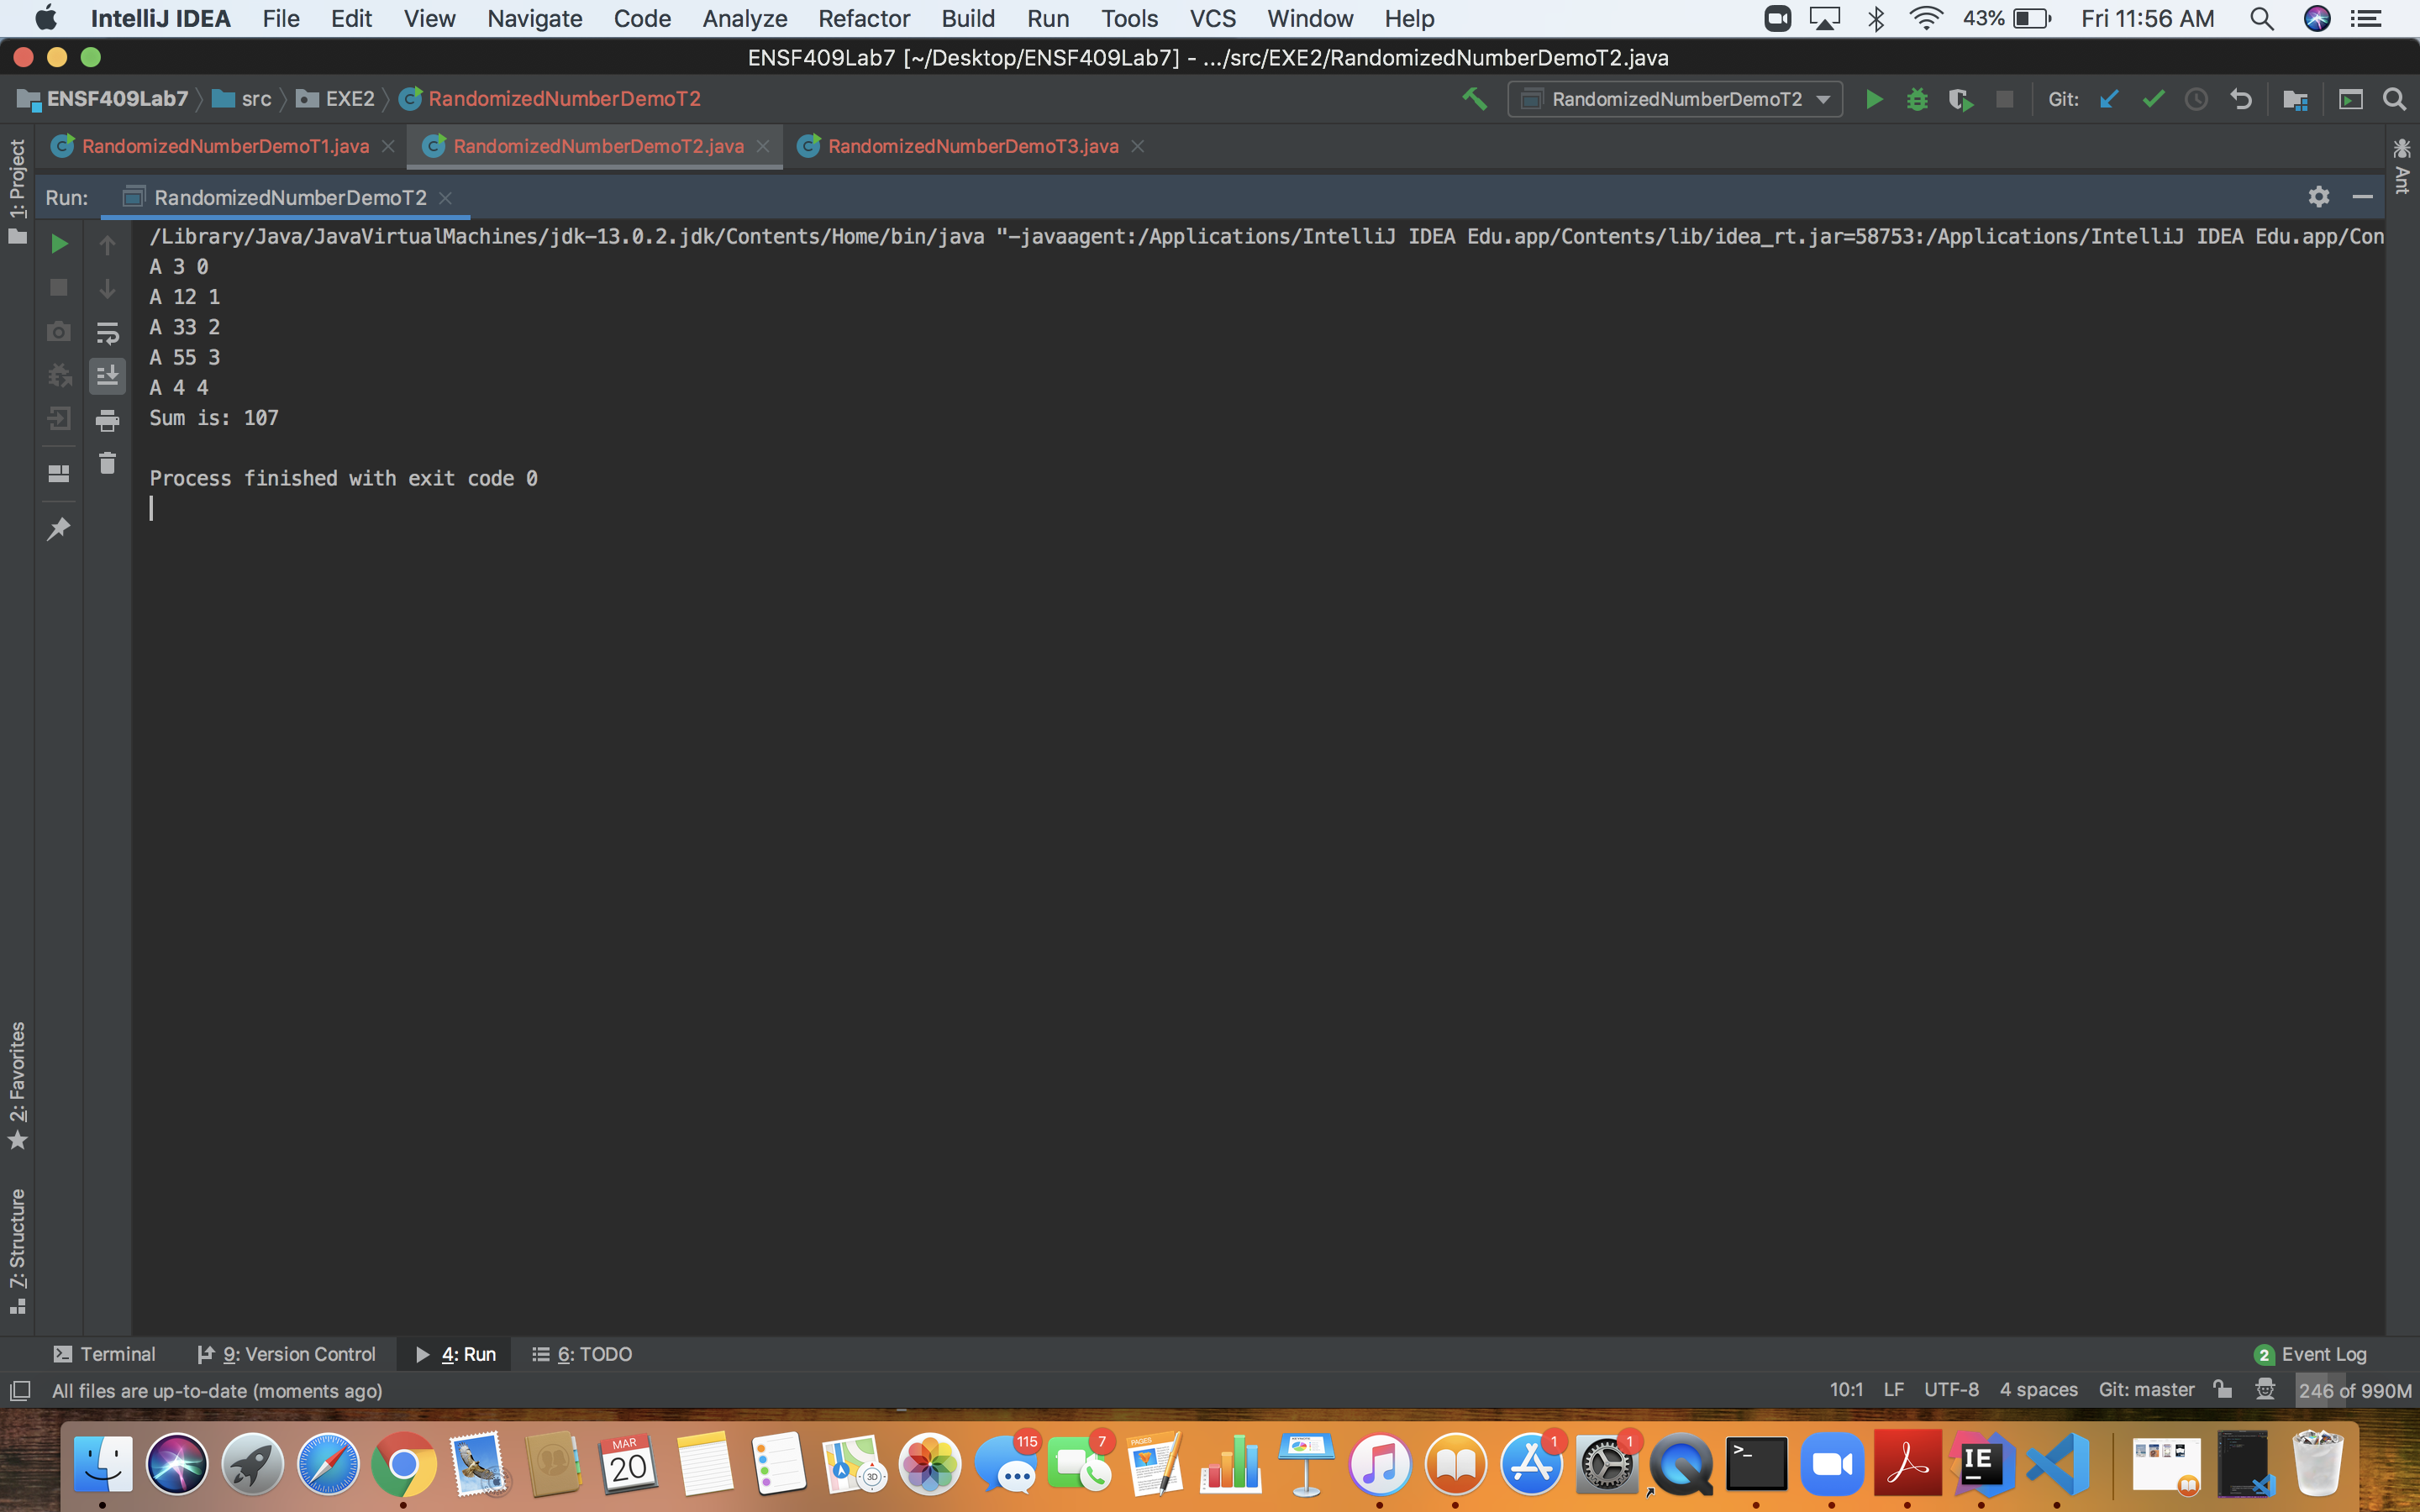 IntelliJ IDEA File Edit View Navigate Code Analyze Refactor Build Run Tools VCS Window Help 43% Fri 11:56 AM
ENSF409Lab7 [~/Desktop/ENSF409Lab7] - .../src/EXE2/RandomizedNumberDemoT2.java
ENSF409Lab7 src EXE2 RandomizedNumberDemoT2 RandomizedNumberDemoT2 Git:
RandomizedNumberDemoT1.java RandomizedNumberDemoT2.java RandomizedNumberDemoT3.java
1: Project
Ant
Run: RandomizedNumberDemoT2
/Library/Java/JavaVirtualMachines/jdk-13.0.2.jdk/Contents/Home/bin/java "-javaagent:/Applications/IntelliJ IDEA Edu.app/Contents/lib/idea_rt.jar=58753:/Applications/IntelliJ IDEA Edu.app/Con
A 3 0
A 12 1
A 33 2
A 55 3
A 4 4
Sum is: 107
Process finished with exit code 0
2: Favorites
7: Structure
Terminal 9: Version Control 4: Run 6: TODO 2 Event Log
All files are up-to-date (moments ago) 10:1 LF UTF-8 4 spaces Git: master 246 of 990M
MAR
20
3D
115
7
PAGES
1
1
>_
IE